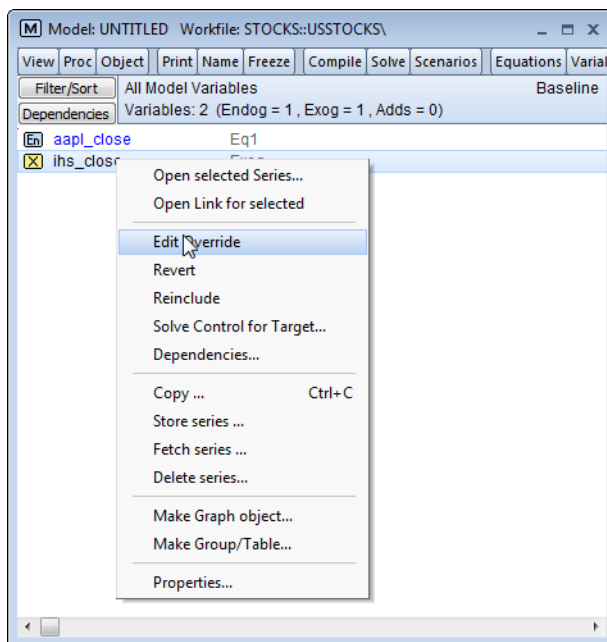 M Model: UNTITLED Workfile: STOCKS::USSTOCKS\
View Proc Object Print Name Freeze Compile Solve Scenarios Equations Varia
Filter/Sort All Model Variables Baseline
Dependencies Variables: 2 (Endog = 1 , Exog = 1 , Adds = 0)
En aapl_close Eq1
X ihs_close
Open selected Series...
Open Link for selected
Edit Override
Revert
Reinclude
Solve Control for Target...
Dependencies...
Copy ... Ctrl+C
Store series ...
Fetch series ...
Delete series...
Make Graph object...
Make Group/Table...
Properties...